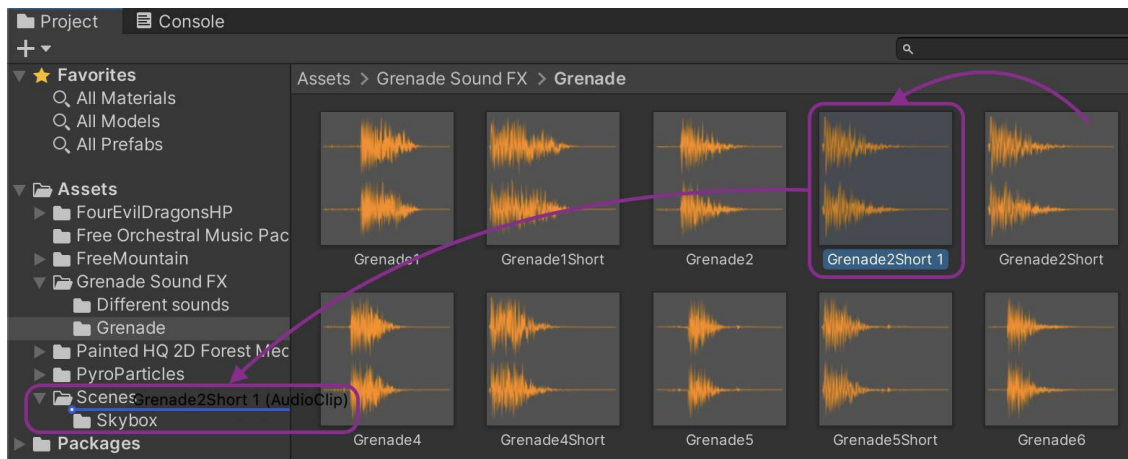 Project
Console
Favorites
All Materials
All Models
All Prefabs
Assets
FourEvilDragonsHP
Free Orchestral Music Pac
FreeMountain
Grenade Sound FX
Different sounds
Grenade
Painted HQ 2D Forest Med
PyroParticles
Scenes
Grenade2Short 1 (AudioClip)
Skybox
Packages
Assets > Grenade Sound FX > Grenade
Grenade1
Grenade1Short
Grenade2
Grenade2Short 1
Grenade2Short
Grenade4
Grenade4Short
Grenade5
Grenade5Short
Grenade6